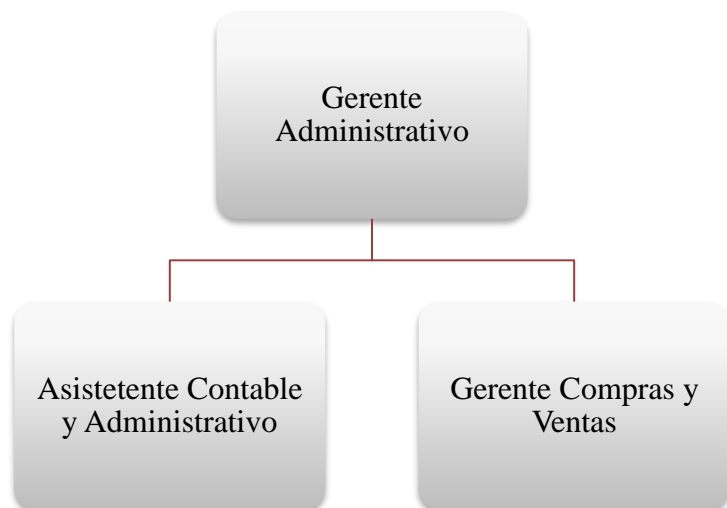 Gerente
Administrativo
Asistetente Contable
y Administrativo
Gerente Compras y
Ventas